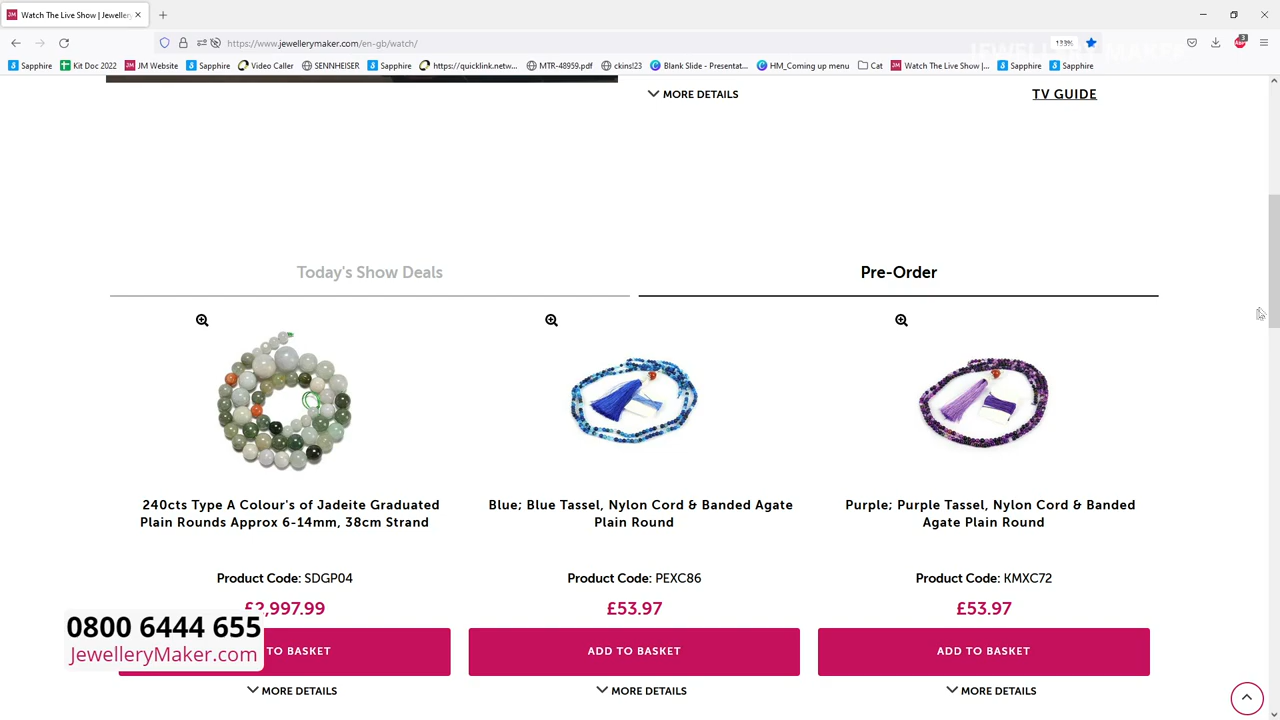 Watch The Live Show | Jewellery
https://www.jewellerymaker.com/en-gb/watch/
133%
3
JEWELLERYMAKER
Sapphire
Kit Doc 2022
JM Website
Sapphire
Video Caller
SENNHEISER
Sapphire
https://quicklink.netw...
MTR-48959.pdf
ckins!23
Blank Slide - Presentat...
HM_Coming up menu
Cat
Watch The Live Show |...
Sapphire
Sapphire
MORE DETAILS
TV GUIDE
Today's Show Deals
Pre-Order
240cts Type A Colour's of Jadeite Graduated
Plain Rounds Approx 6-14mm, 38cm Strand
Product Code: SDGP04
£2,997.99
TO BASKET
MORE DETAILS
Blue; Blue Tassel, Nylon Cord & Banded Agate
Plain Round
Product Code: PEXC86
£53.97
ADD TO BASKET
MORE DETAILS
Purple; Purple Tassel, Nylon Cord & Banded
Agate Plain Round
Product Code: KMXC72
£53.97
ADD TO BASKET
MORE DETAILS
0800 6444 655
JewelleryMaker.com